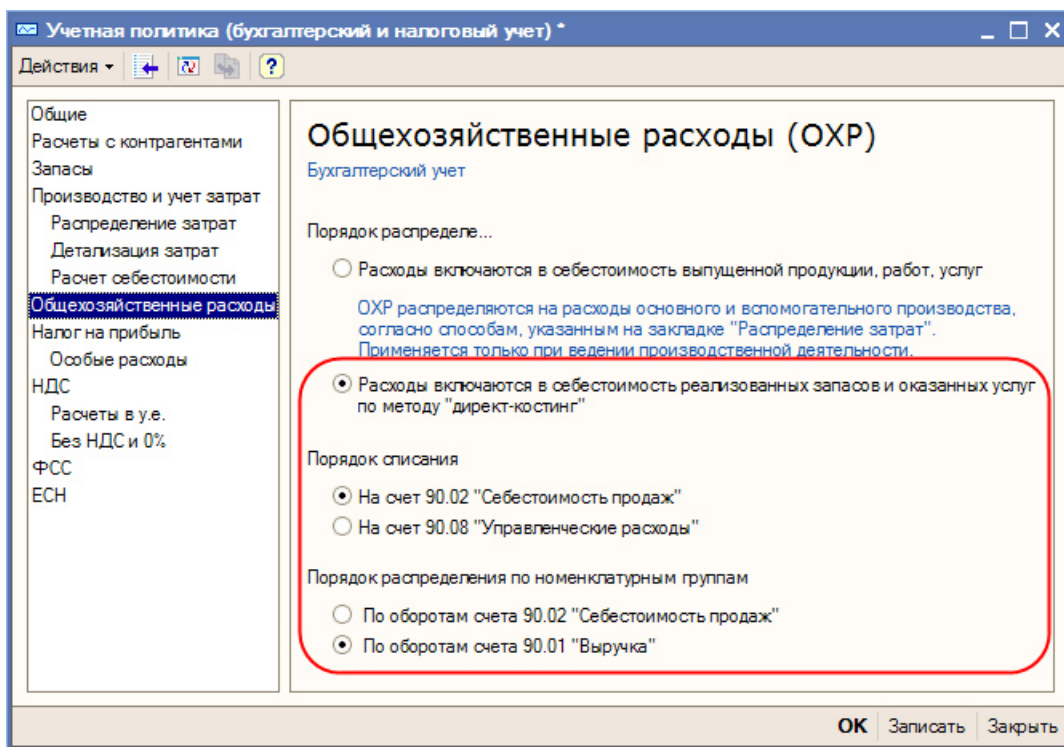 Учетная политика (бухгалтерский и налоговый учет) *
Действия
Общие
Расчеты с контрагентами
Запасы
Производство и учет затрат
Распределение затрат
Детализация затрат
Расчет себестоимости
Общехозяйственные расходы
Налог на прибыль
Особые расходы
НДС
Расчеты в у.е.
Без НДС и 0%
ФСС
ЕСН
Общехозяйственные расходы (ОХР)
Бухгалтерский учет
Порядок распределе...
Расходы включаются в себестоимость выпущенной продукции, работ, услуг
ОХР распределяются на расходы основного и вспомогательного производства,
согласно способам, указанным на закладке "Распределение затрат".
Применяется только при ведении производственной деятельности.
Расходы включаются в себестоимость реализованных запасов и оказанных услуг
по методу "директ-костинг"
Порядок списания
На счет 90.02 "Себестоимость продаж"
На счет 90.08 "Управленческие расходы"
Порядок распределения по номенклатурным группам
По оборотам счета 90.02 "Себестоимость продаж"
По оборотам счета 90.01 "Выручка"
OK Записать Закрыть